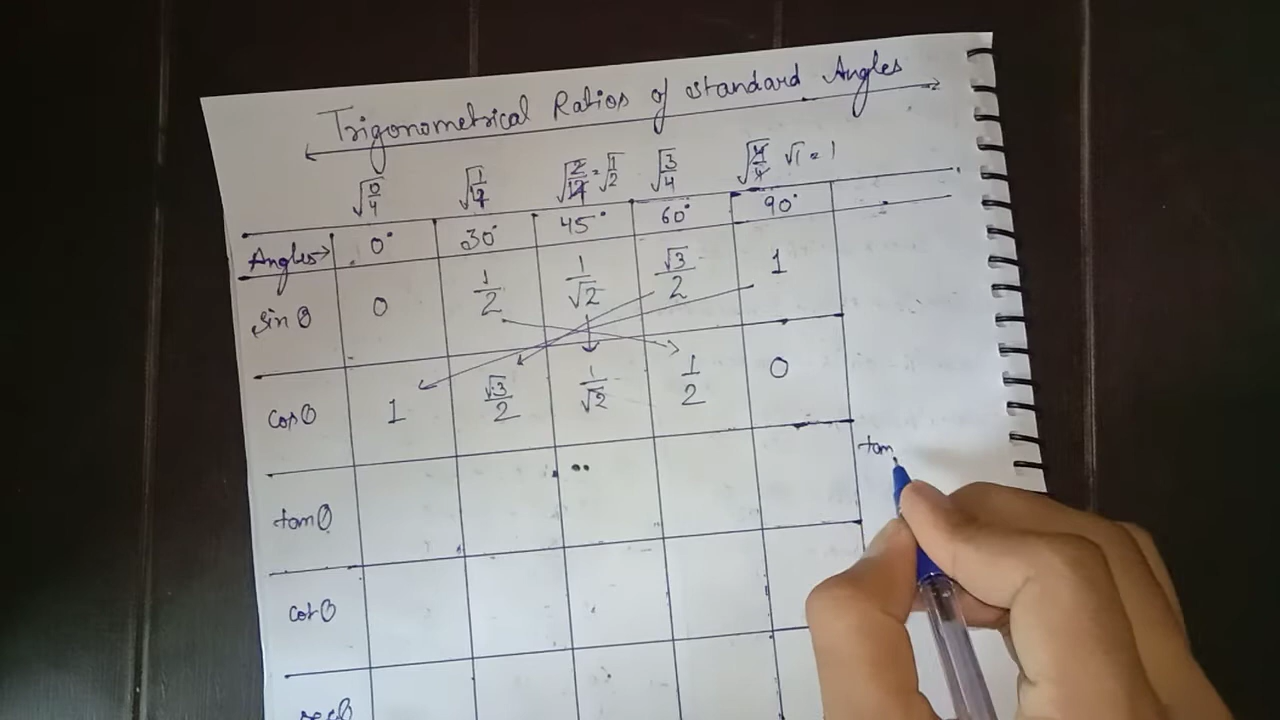 Trigonometrical Ratios of standard Angles
√0/4 √1/4 √2/4 = √1/2 √3/4 √4/4 √1 = 1
Angles→ 0° 30° 45° 60° 90°
sin θ 0 1/2 1/√2 √3/2 1
cos θ 1 √3/2 1/√2 1/2 0
tan
tan θ
cot θ
sec θ